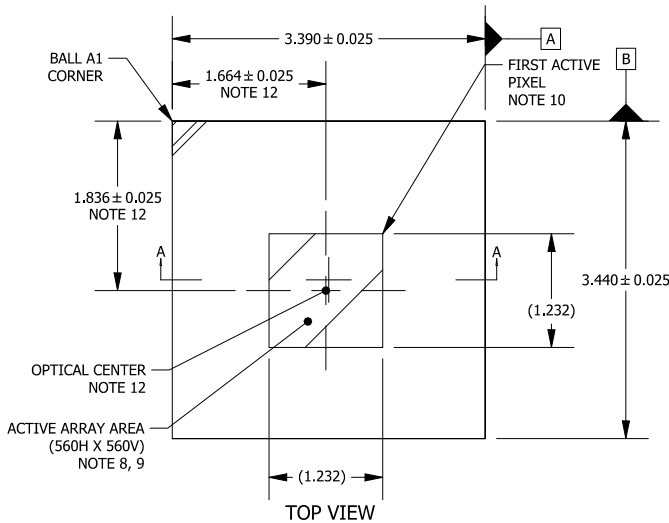 3.390 ± 0.025
A
BALL A1
CORNER
1.664 ± 0.025
NOTE 12
FIRST ACTIVE
PIXEL
NOTE 10
B
1.836 ± 0.025
NOTE 12
A
A
3.440 ± 0.025
(1.232)
OPTICAL CENTER
NOTE 12
ACTIVE ARRAY AREA
(560H X 560V)
NOTE 8, 9
(1.232)
TOP VIEW